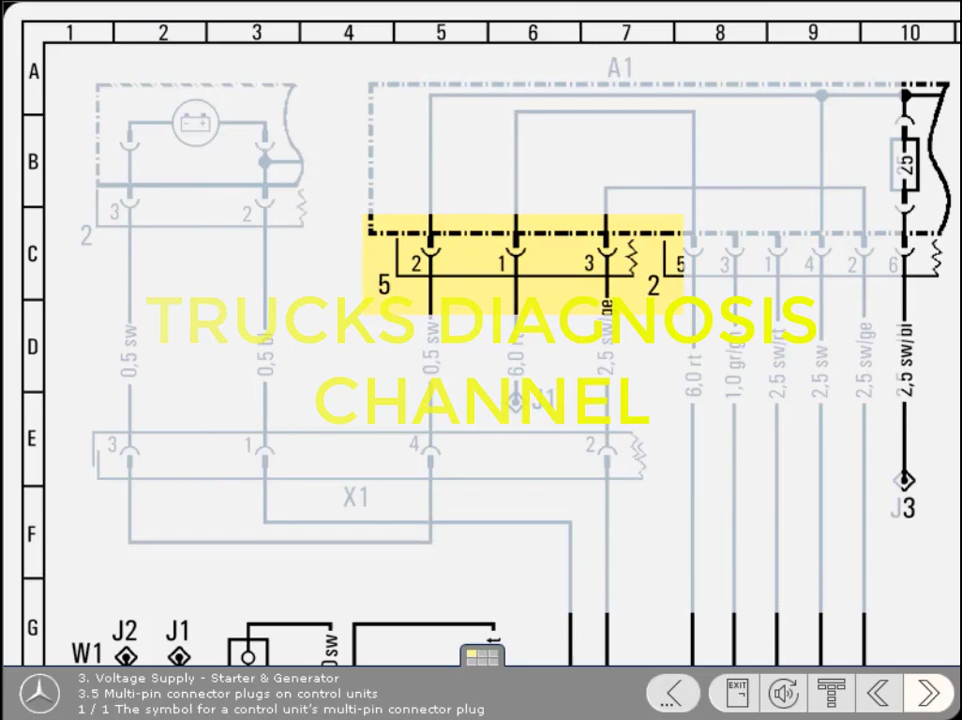 1 2 3 4 5 6 7 8 9 10
A
A1
B
25
3 2
2
C
2 1 3 5 3 1 4 2 6
5 2
TRUCKS DIAGNOSIS
CHANNEL
D
0,5 sw 0,5 bl 0,5 sw 6,0 rt 2,5 sw/ge 6,0 rt 2,5 sw/rt 2,5 sw 2,5 sw/ge 2,5 sw/bl
J1
E
3 1 4 2
X1
J3
F
G
J2 J1
W1
3. Voltage Supply - Starter & Generator
3.5 Multi-pin connector plugs on control units
1 / 1 The symbol for a control unit's multi-pin connector plug
EXIT